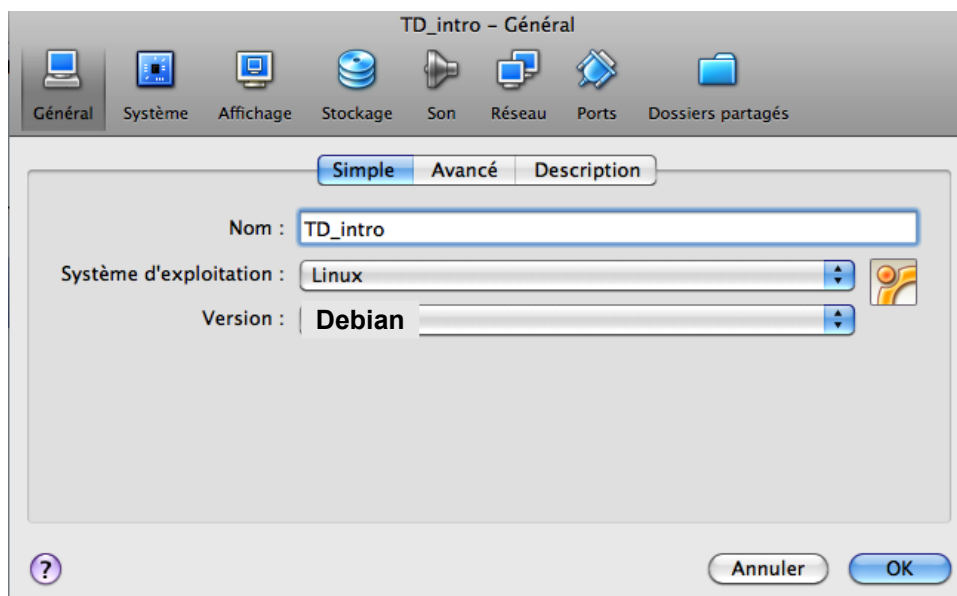 TD_intro – Général
Général Système Affichage Stockage Son Réseau Ports Dossiers partagés
Simple Avancé Description
Nom : TD_intro
Système d'exploitation : Linux
Version : Debian
? Annuler OK